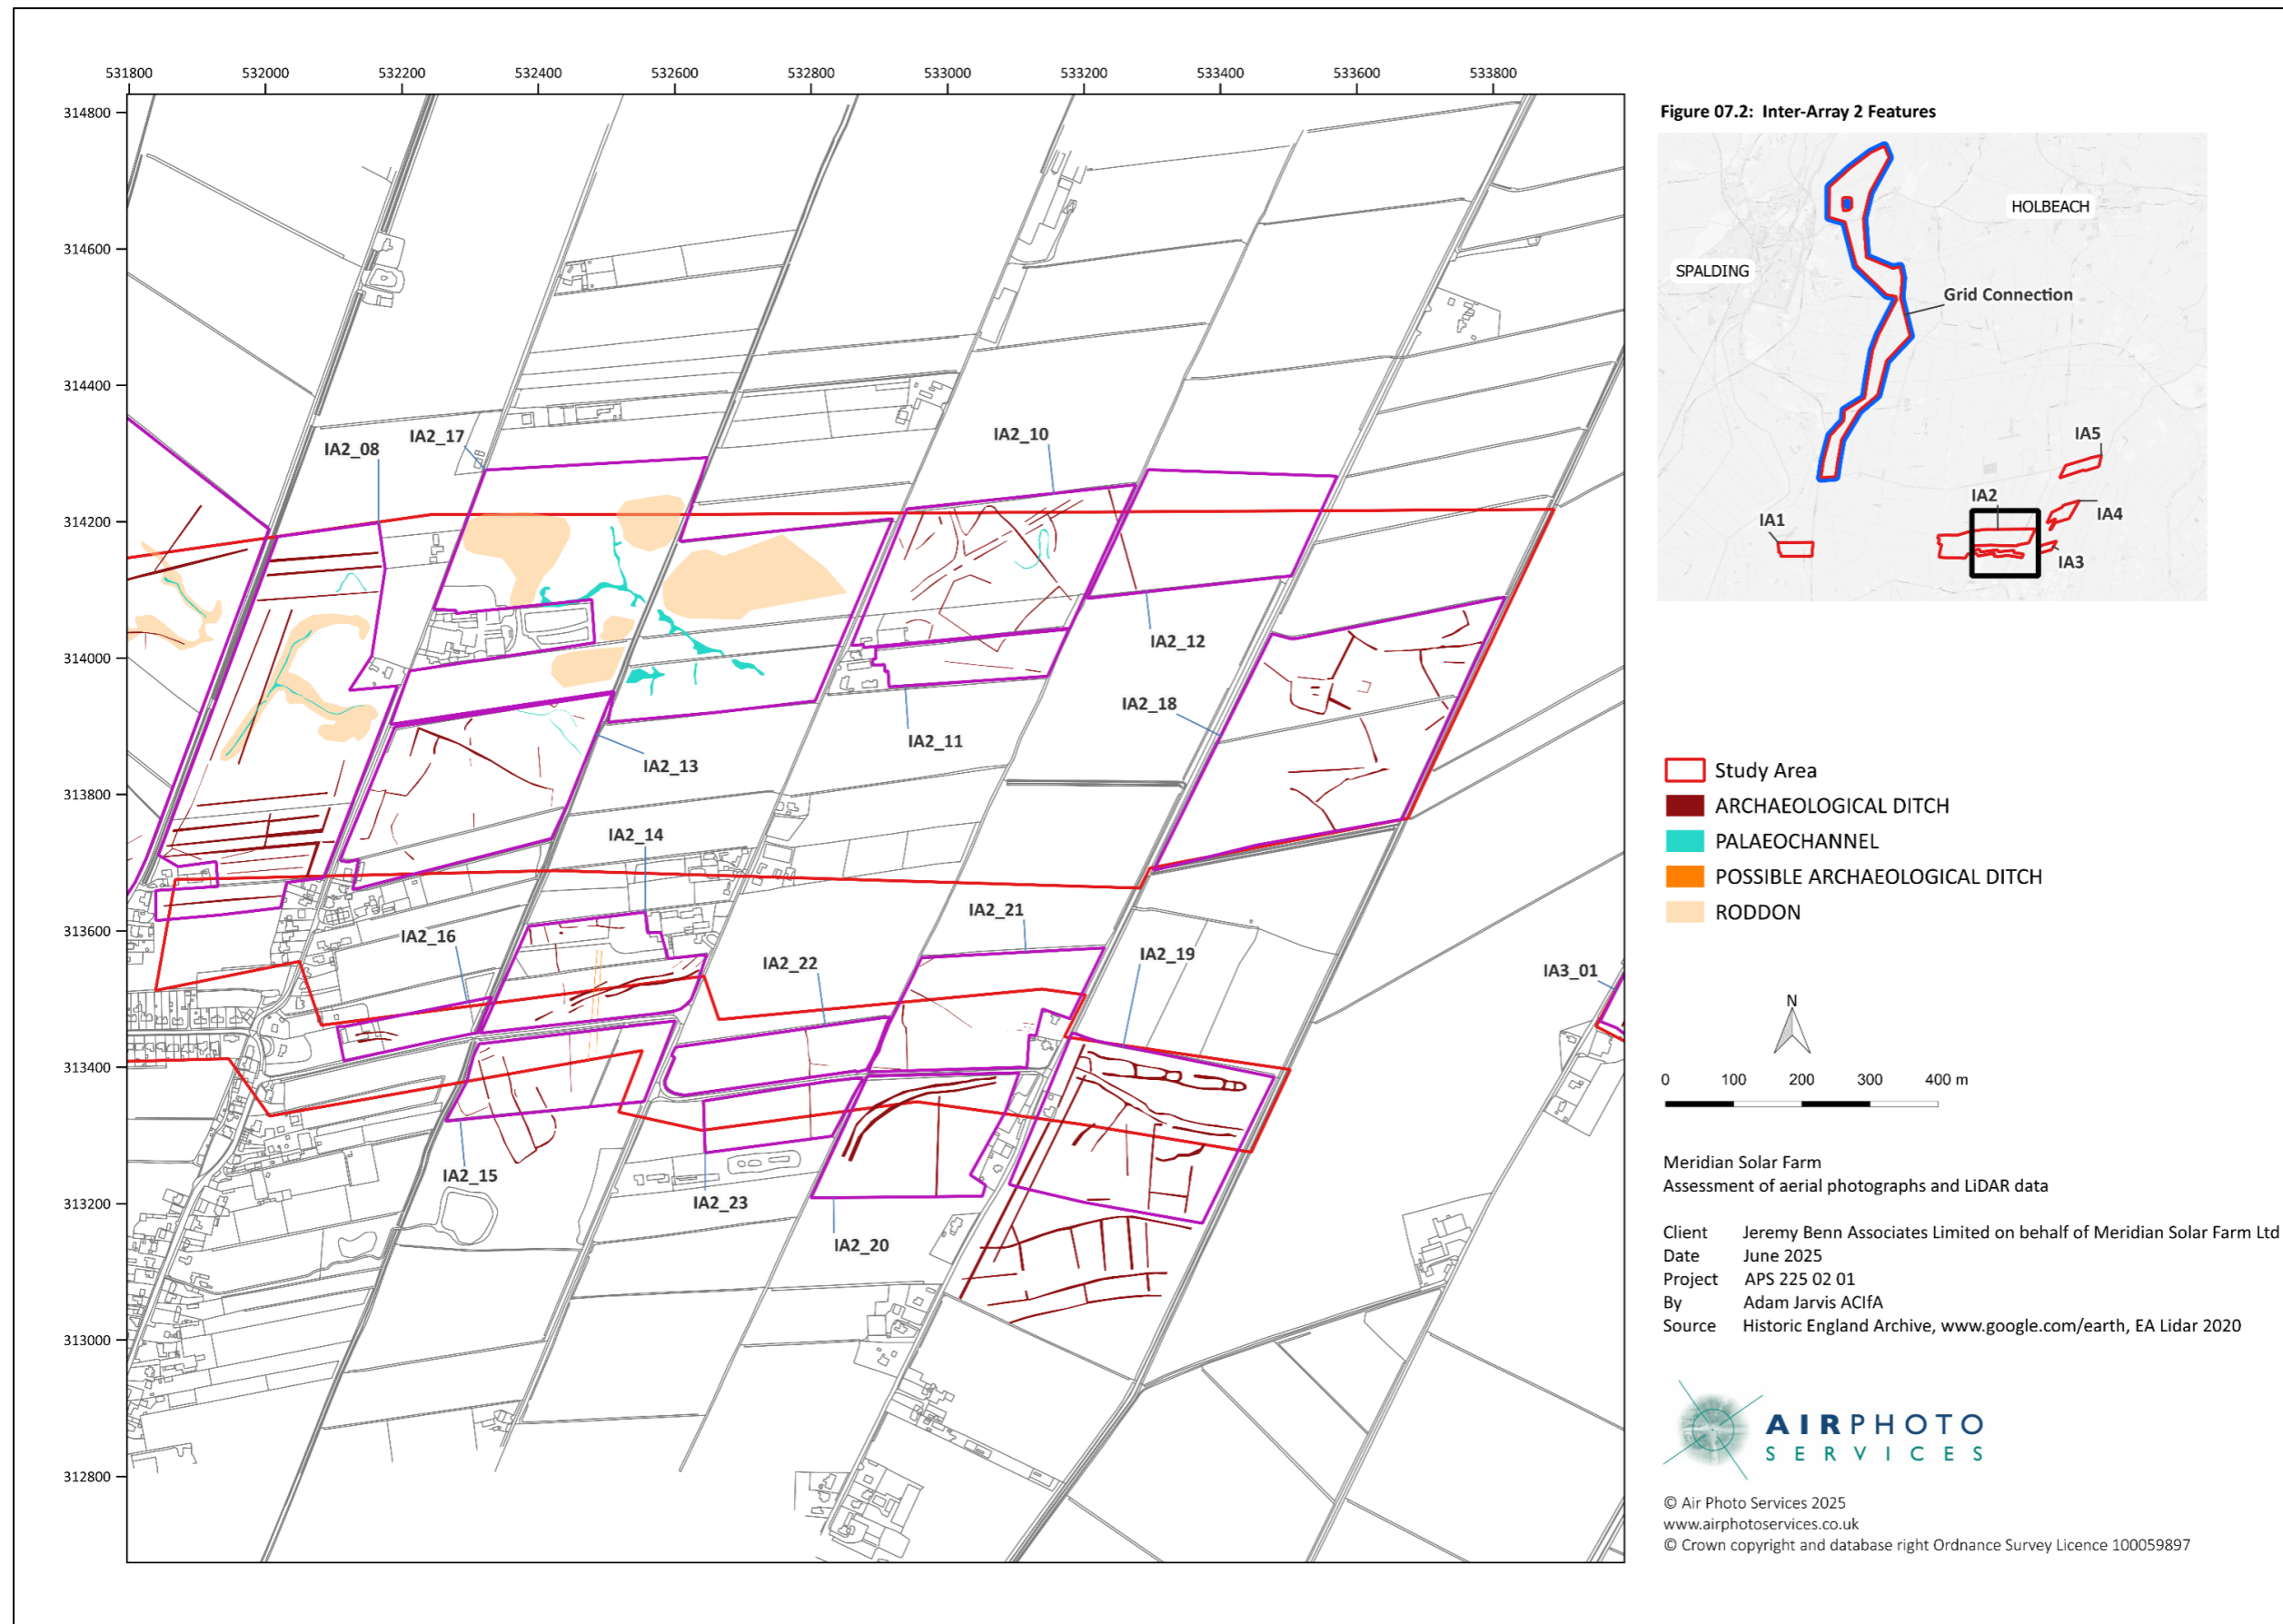 531800 532000 532200 532400 532600 532800 533000 533200 533400 533600 533800
314800
314600
314400
314200
314000
313800
313600
313400
313200
313000
312800
IA2_17
IA2_10
IA2_08
IA2_12
IA2_18
IA2_11
IA2_13
IA2_14
IA2_21
IA2_16
IA2_19
IA2_22
IA3_01
IA2_15
IA2_23
IA2_20
Figure 07.2: Inter-Array 2 Features
HOLBEACH
SPALDING
Grid Connection
IA5
IA2
IA4
IA1
IA3
Study Area
ARCHAEOLOGICAL DITCH
PALAEOCHANNEL
POSSIBLE ARCHAEOLOGICAL DITCH
RODDON
N
0 100 200 300 400 m
Meridian Solar Farm
Assessment of aerial photographs and LiDAR data
Client Jeremy Benn Associates Limited on behalf of Meridian Solar Farm Ltd
Date June 2025
Project APS 225 02 01
By Adam Jarvis ACIfA
Source Historic England Archive, www.google.com/earth, EA Lidar 2020
AIRPHOTO
SERVICES
© Air Photo Services 2025
www.airphotoservices.co.uk
© Crown copyright and database right Ordnance Survey Licence 100059897